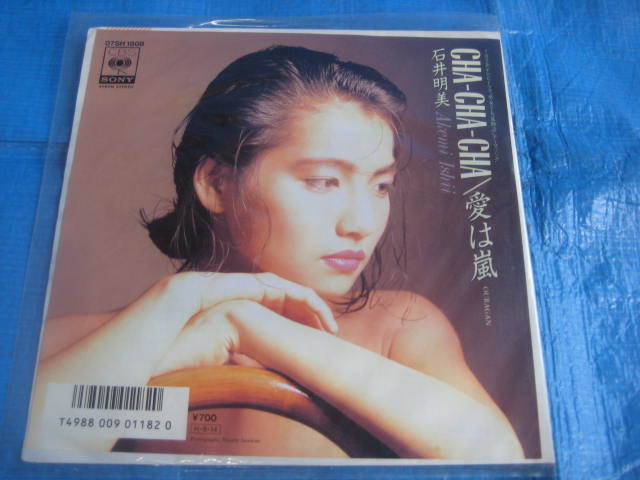 07SH 1808
CBS
SONY
CHA-CHA-CHA/愛は嵐
OURAGAN
石井明美
Akemi Ishii
¥700
T4988 009 01182 0